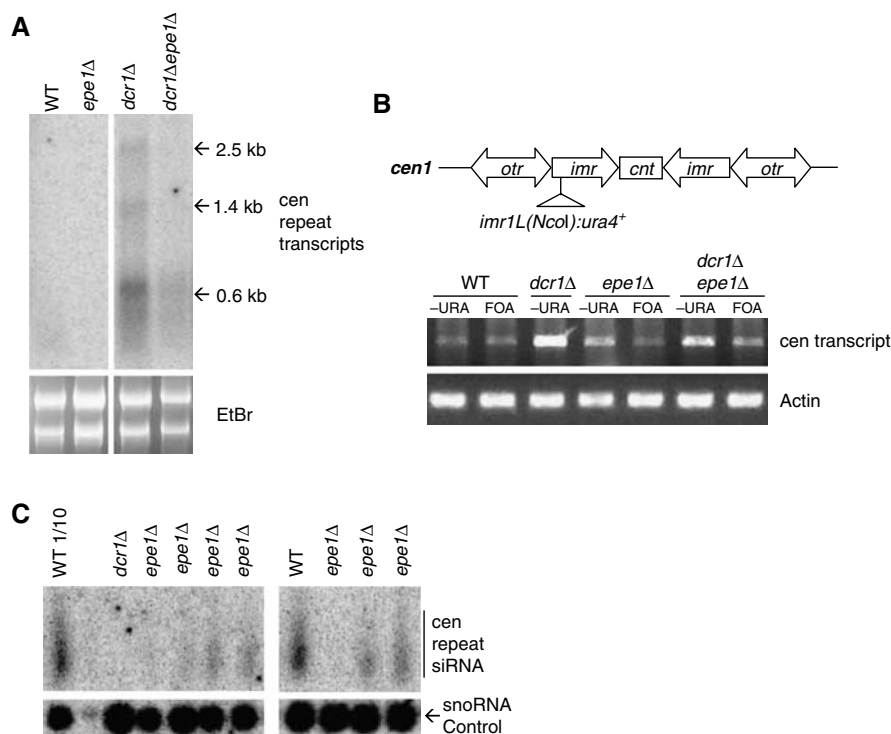 A
WT
epe1Δ
dcr1Δ
dcr1Δepe1Δ
← 2.5 kb
← 1.4 kb
← 0.6 kb
cen
repeat
transcripts
EtBr
B
cen1
otr
imr
cnt
imr
otr
imr1L(NcoI):ura4+
WT
dcr1Δ
epe1Δ
dcr1Δ
epe1Δ
–URA
FOA
–URA
–URA
FOA
–URA
FOA
cen transcript
Actin
C
WT 1/10
dcr1Δ
epe1Δ
epe1Δ
epe1Δ
epe1Δ
WT
epe1Δ
epe1Δ
epe1Δ
cen
repeat
siRNA
← snoRNA
Control